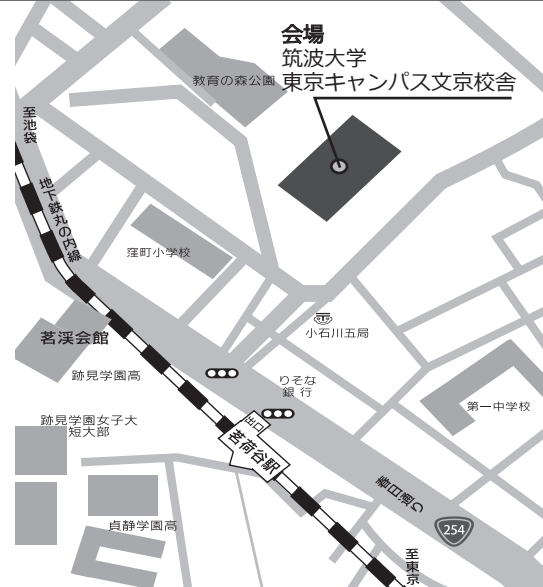 会場
筑波大学
東京キャンパス文京校舎
教育の森公園
至池袋
地下鉄丸の内線
窪町小学校
小石川五局
茗渓会館
跡見学園高
りそな
銀行
第一中学校
跡見学園女子大
短大部
出口
茗荷谷駅
春日通り
254
貞静学園高
至東京